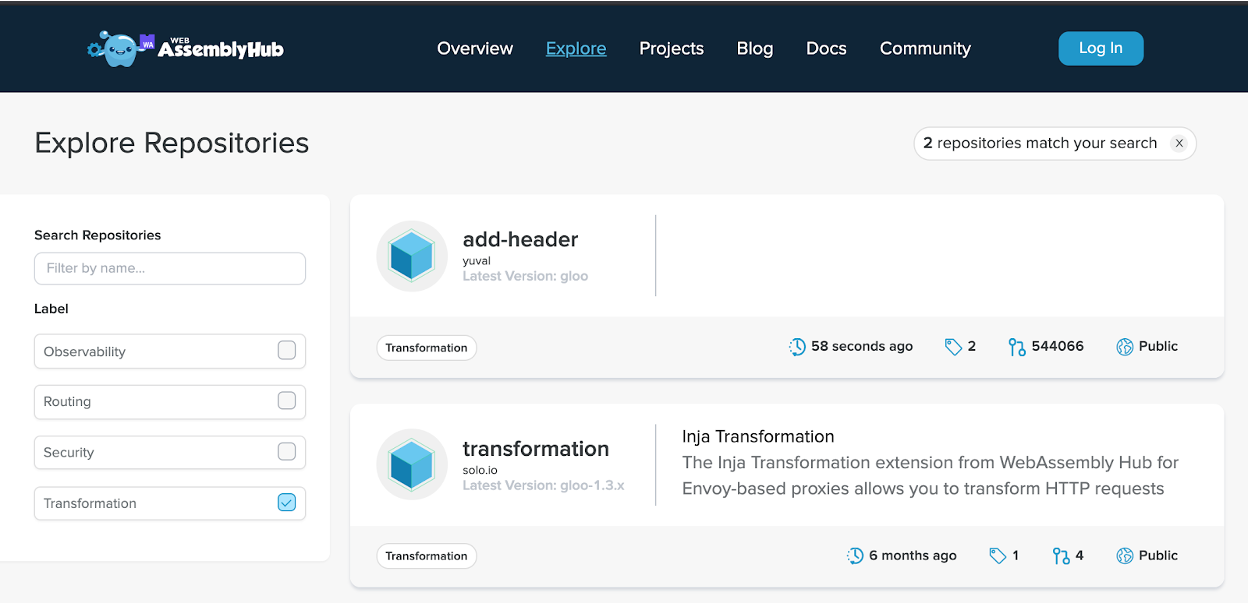 WEB
WA
AssemblyHub
Overview
Explore
Projects
Blog
Docs
Community
Log In
Explore Repositories
2 repositories match your search
x
Search Repositories
Filter by name...
Label
Observability
Routing
Security
Transformation
add-header
yuval
Latest Version: gloo
Transformation
58 seconds ago
2
544066
Public
transformation
solo.io
Latest Version: gloo-1.3.x
Inja Transformation
The Inja Transformation extension from WebAssembly Hub for
Envoy-based proxies allows you to transform HTTP requests
Transformation
6 months ago
1
4
Public